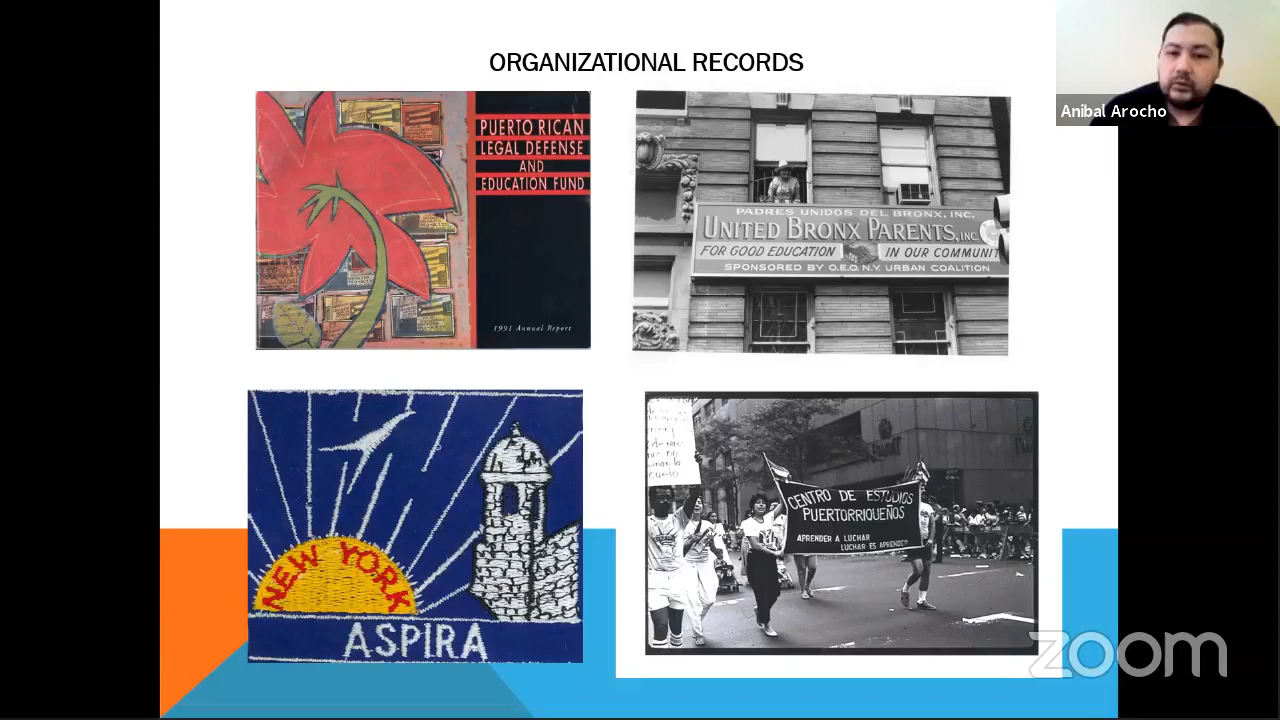 ORGANIZATIONAL RECORDS
Anibal Arocho
PUERTO RICAN
LEGAL DEFENSE
AND
EDUCATION FUND
1991 Annual Report
PADRES UNIDOS DEL BRONX, INC.
UNITED BRONX PARENTS, INC.
FOR GOOD EDUCATION IN OUR COMMUNIT
SPONSORED BY O.E.O. N.Y. URBAN COALITION
NEW YORK
ASPIRA
CENTRO DE ESTUDIOS
PUERTORRIQUEÑOS
APRENDER A LUCHAR
LUCHAR ES APRENDER
zoom